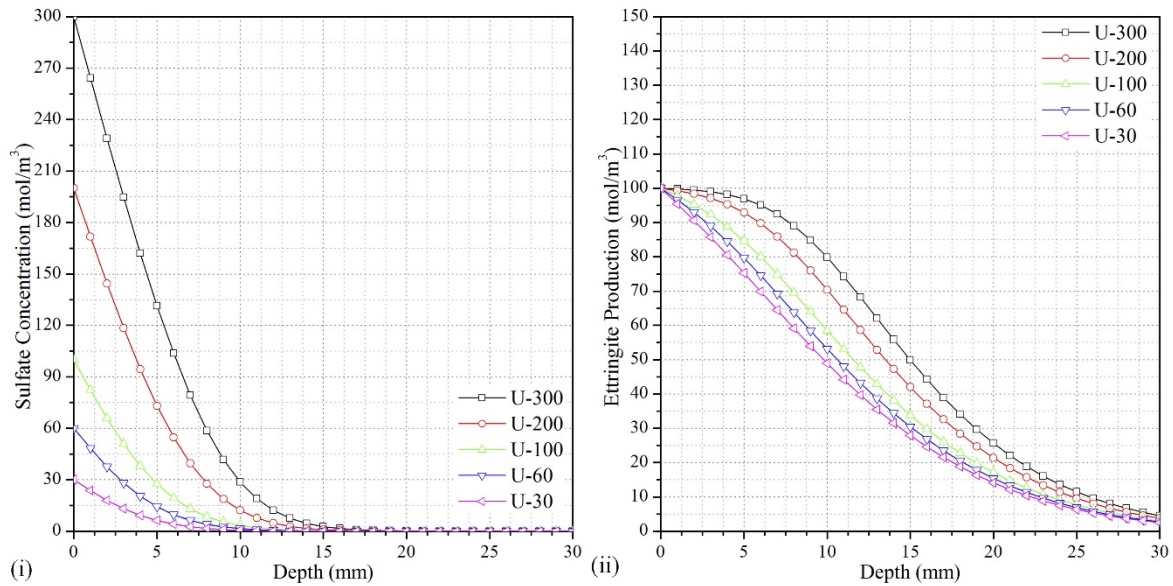 300
270
240
210
180
150
120
90
60
30
0
Sulfate Concentration (mol/m³)
U-300
U-200
U-100
U-60
U-30
0 5 10 15 20 25 30
Depth (mm)
(i)
150
140
130
120
110
100
90
80
70
60
50
40
30
20
10
0
Ettringite Production (mol/m³)
U-300
U-200
U-100
U-60
U-30
0 5 10 15 20 25 30
Depth (mm)
(ii)